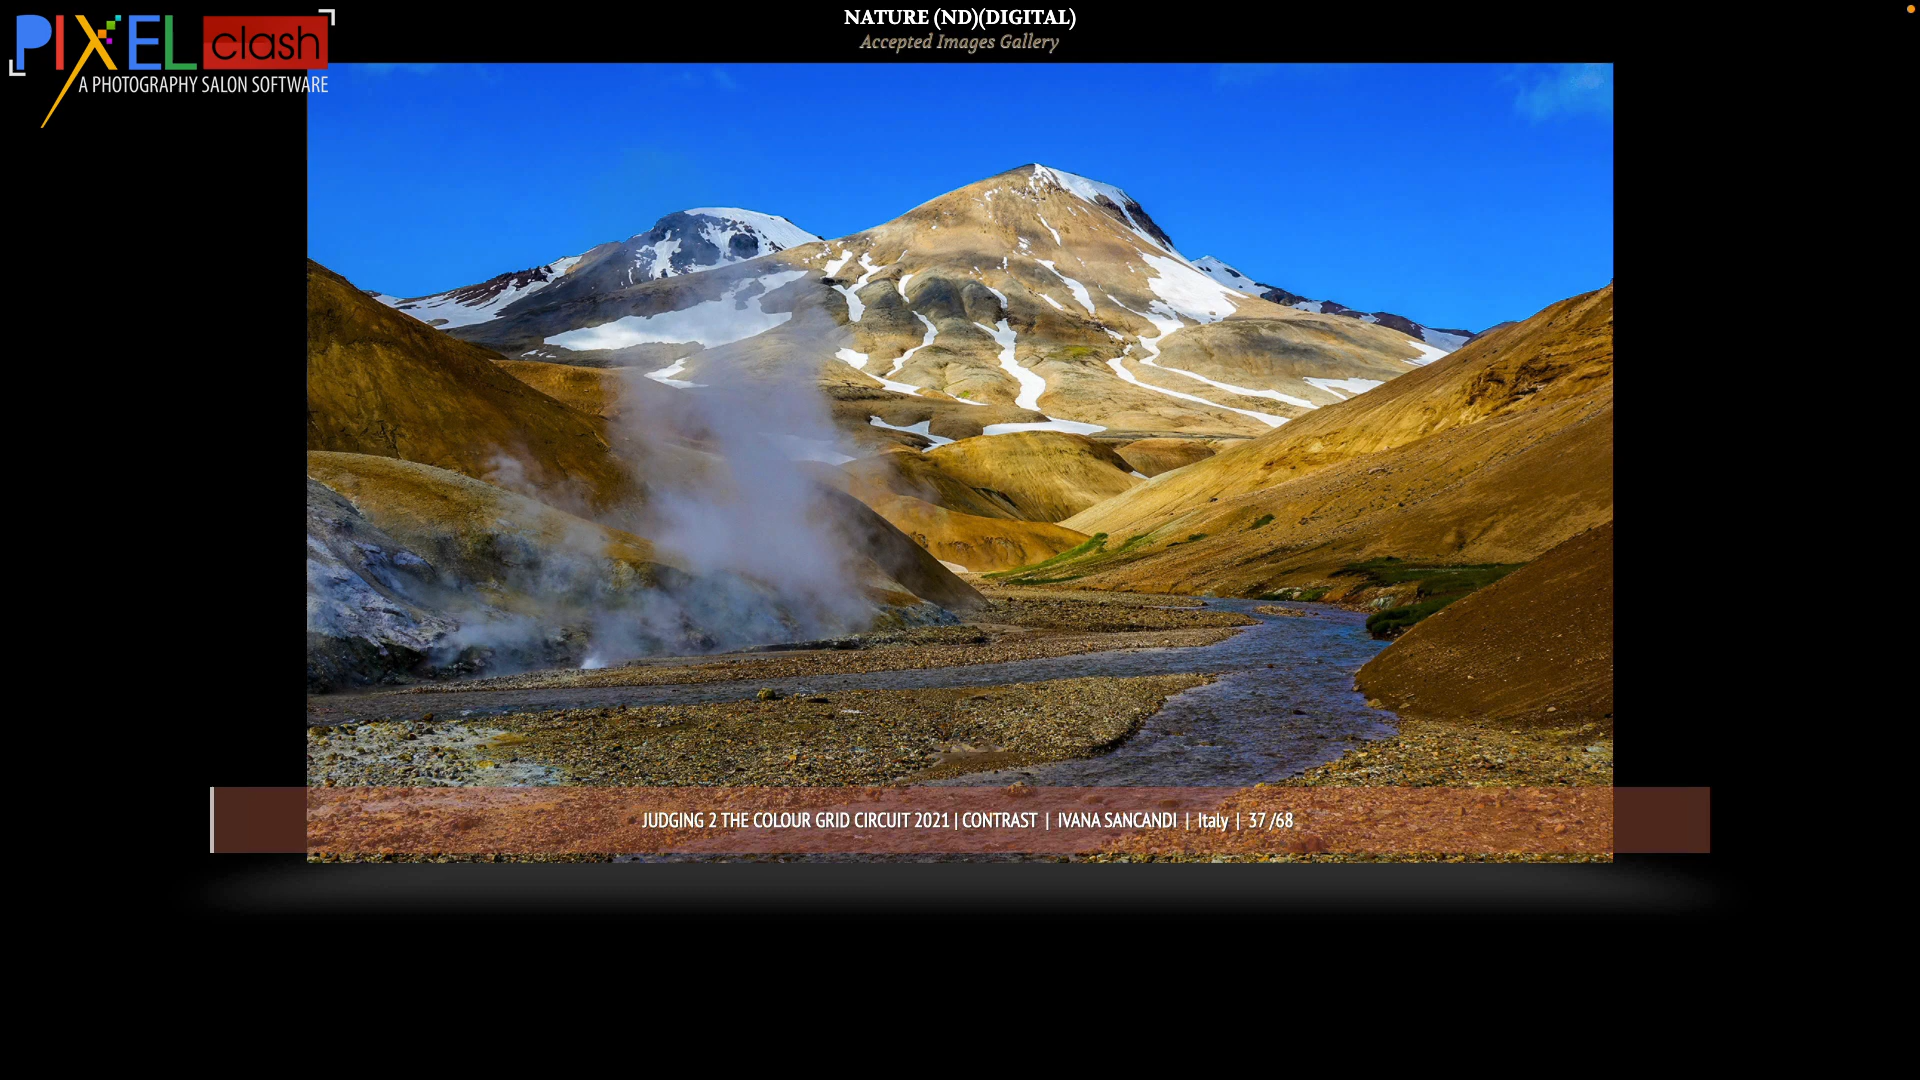 PIXEL clash
A PHOTOGRAPHY SALON SOFTWARE
NATURE (ND)(DIGITAL)
Accepted Images Gallery
JUDGING 2 THE COLOUR GRID CIRCUIT 2021 | CONTRAST | IVANA SANCANDI | Italy | 37 /68